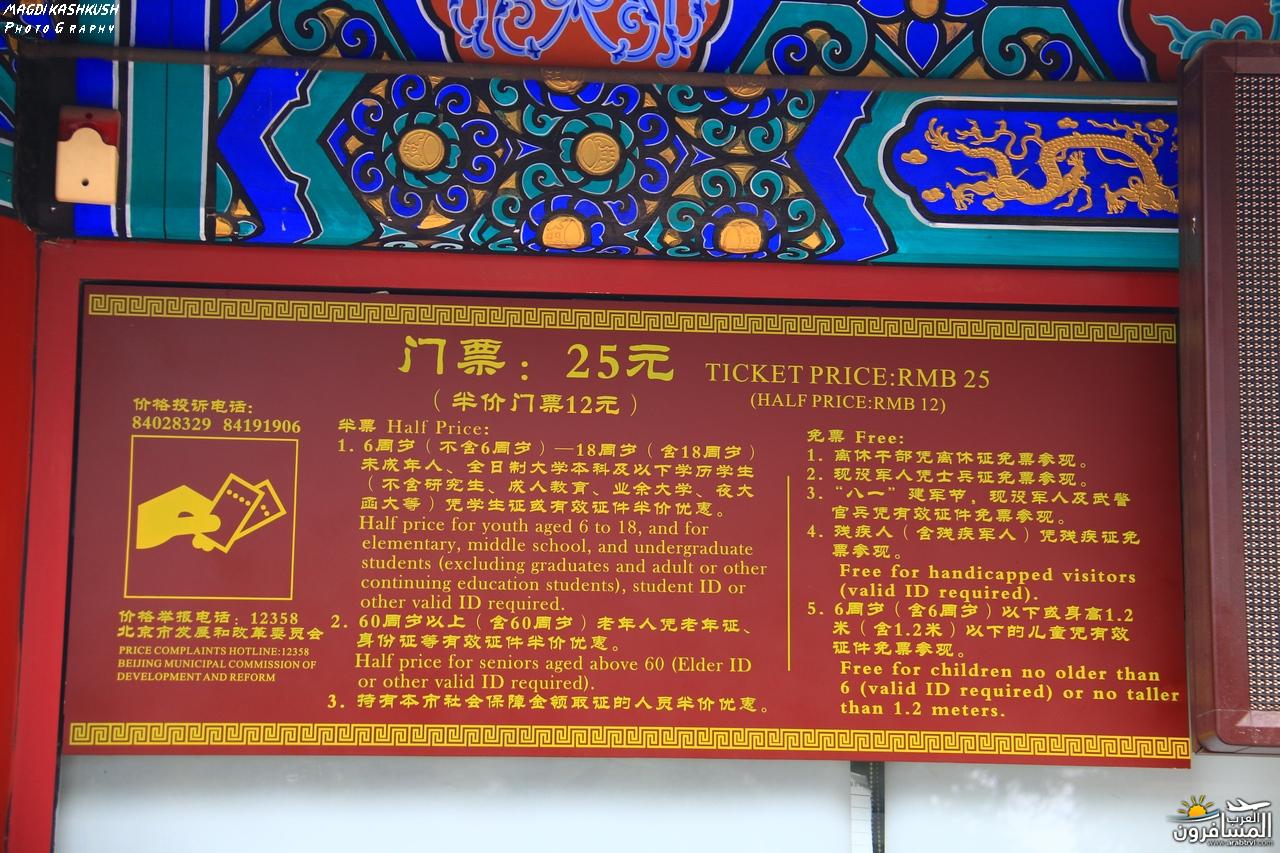 MAGDI KASHKUSH
PHOTOGRAPHY
门票：25元 TICKET PRICE:RMB 25
（半价门票12元） (HALF PRICE:RMB 12)
价格投诉电话:
84028329 84191906
价格举报电话: 12358
北京市发展和改革委员会
PRICE COMPLAINTS HOTLINE:12358
BEIJING MUNICIPAL COMMISSION OF
DEVELOPMENT AND REFORM
半票 Half Price:
1. 6周岁（不含6周岁）—18周岁（含18周岁）
未成年人、全日制大学本科及以下学历学生
（不含研究生、成人教育、业余大学、夜大
函大等）凭学生证或有效证件半价优惠。
Half price for youth aged 6 to 18, and for
elementary, middle school, and undergraduate
students (excluding graduates and adult or other
continuing education students), student ID or
other valid ID required.
2. 60周岁以上（含60周岁）老年人凭老年证、
身份证等有效证件半价优惠。
Half price for seniors aged above 60 (Elder ID
or other valid ID required).
3. 持有本市社会保障金领取证的人员半价优惠。
免票 Free:
1. 离休干部凭离休证免票参观。
2. 现役军人凭士兵证免票参观。
3. “八一”建军节，现役军人及武警
官兵凭有效证件免票参观。
4. 残疾人（含残疾军人）凭残疾证免
票参观。
Free for handicapped visitors
(valid ID required).
5. 6周岁（含6周岁）以下或身高1.2
米（含1.2米）以下的儿童凭有效
证件免票参观。
Free for children no older than
6 (valid ID required) or no taller
than 1.2 meters.
العرب
المسافرون
www.arabtrvl.com